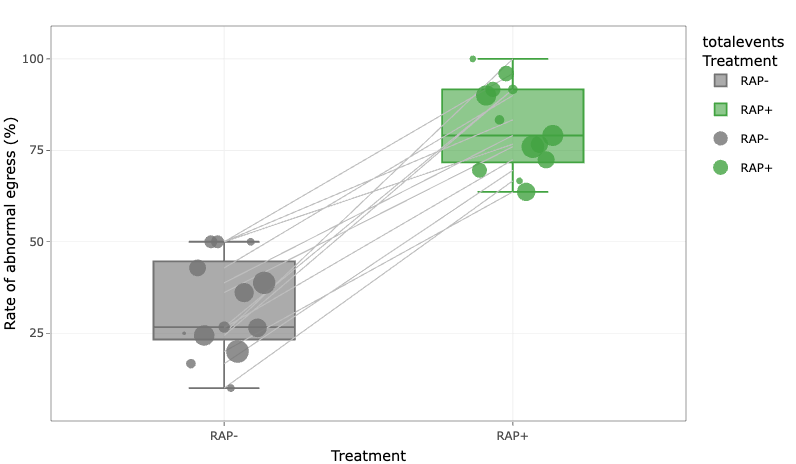 totalevents
Treatment
RAP-
RAP+
RAP-
RAP+
Rate of abnormal egress (%)
100
75
50
25
RAP-
RAP+
Treatment